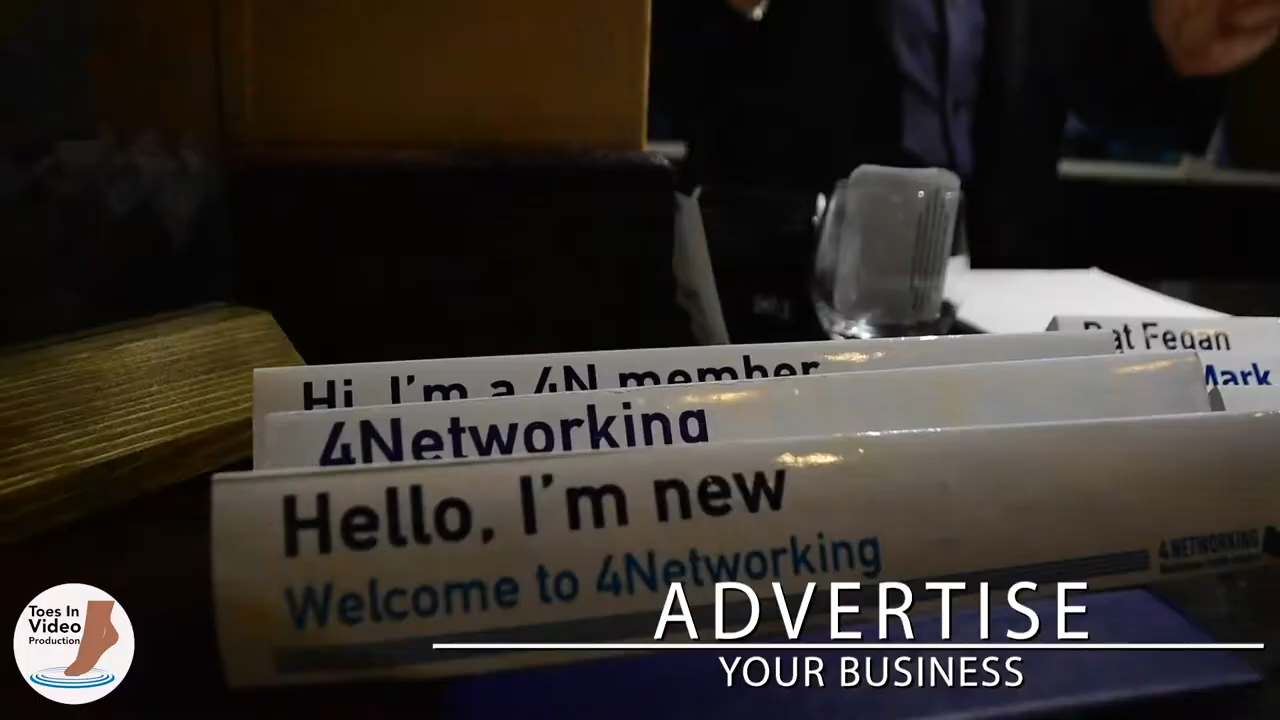 Pat Fegan
Mark
Hi, I'm a 4N member
4Networking
Hello, I'm new
Welcome to 4Networking
4NETWORKING
ADVERTISE
YOUR BUSINESS
Toes In
Video
Production